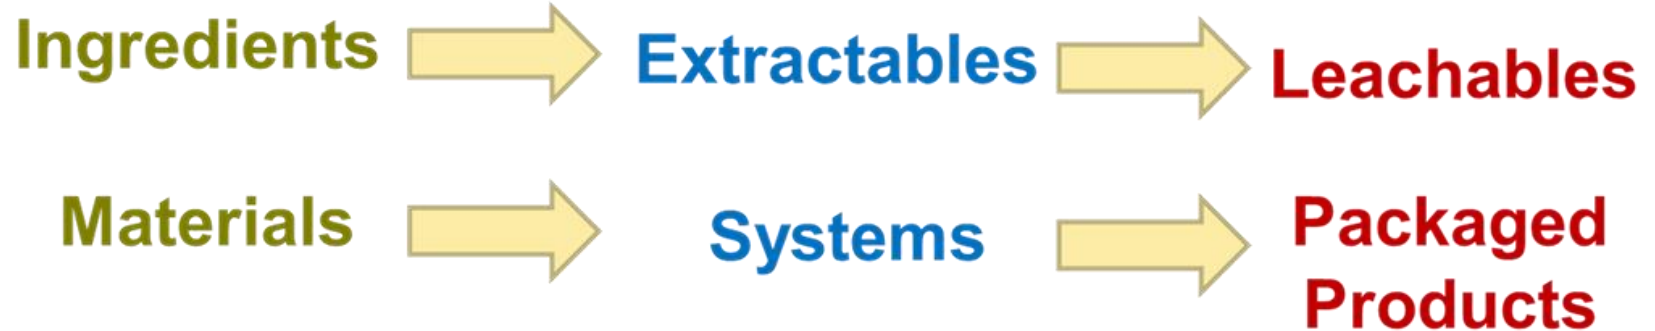 Ingredients Extractables Leachables
Materials Systems Packaged
Products